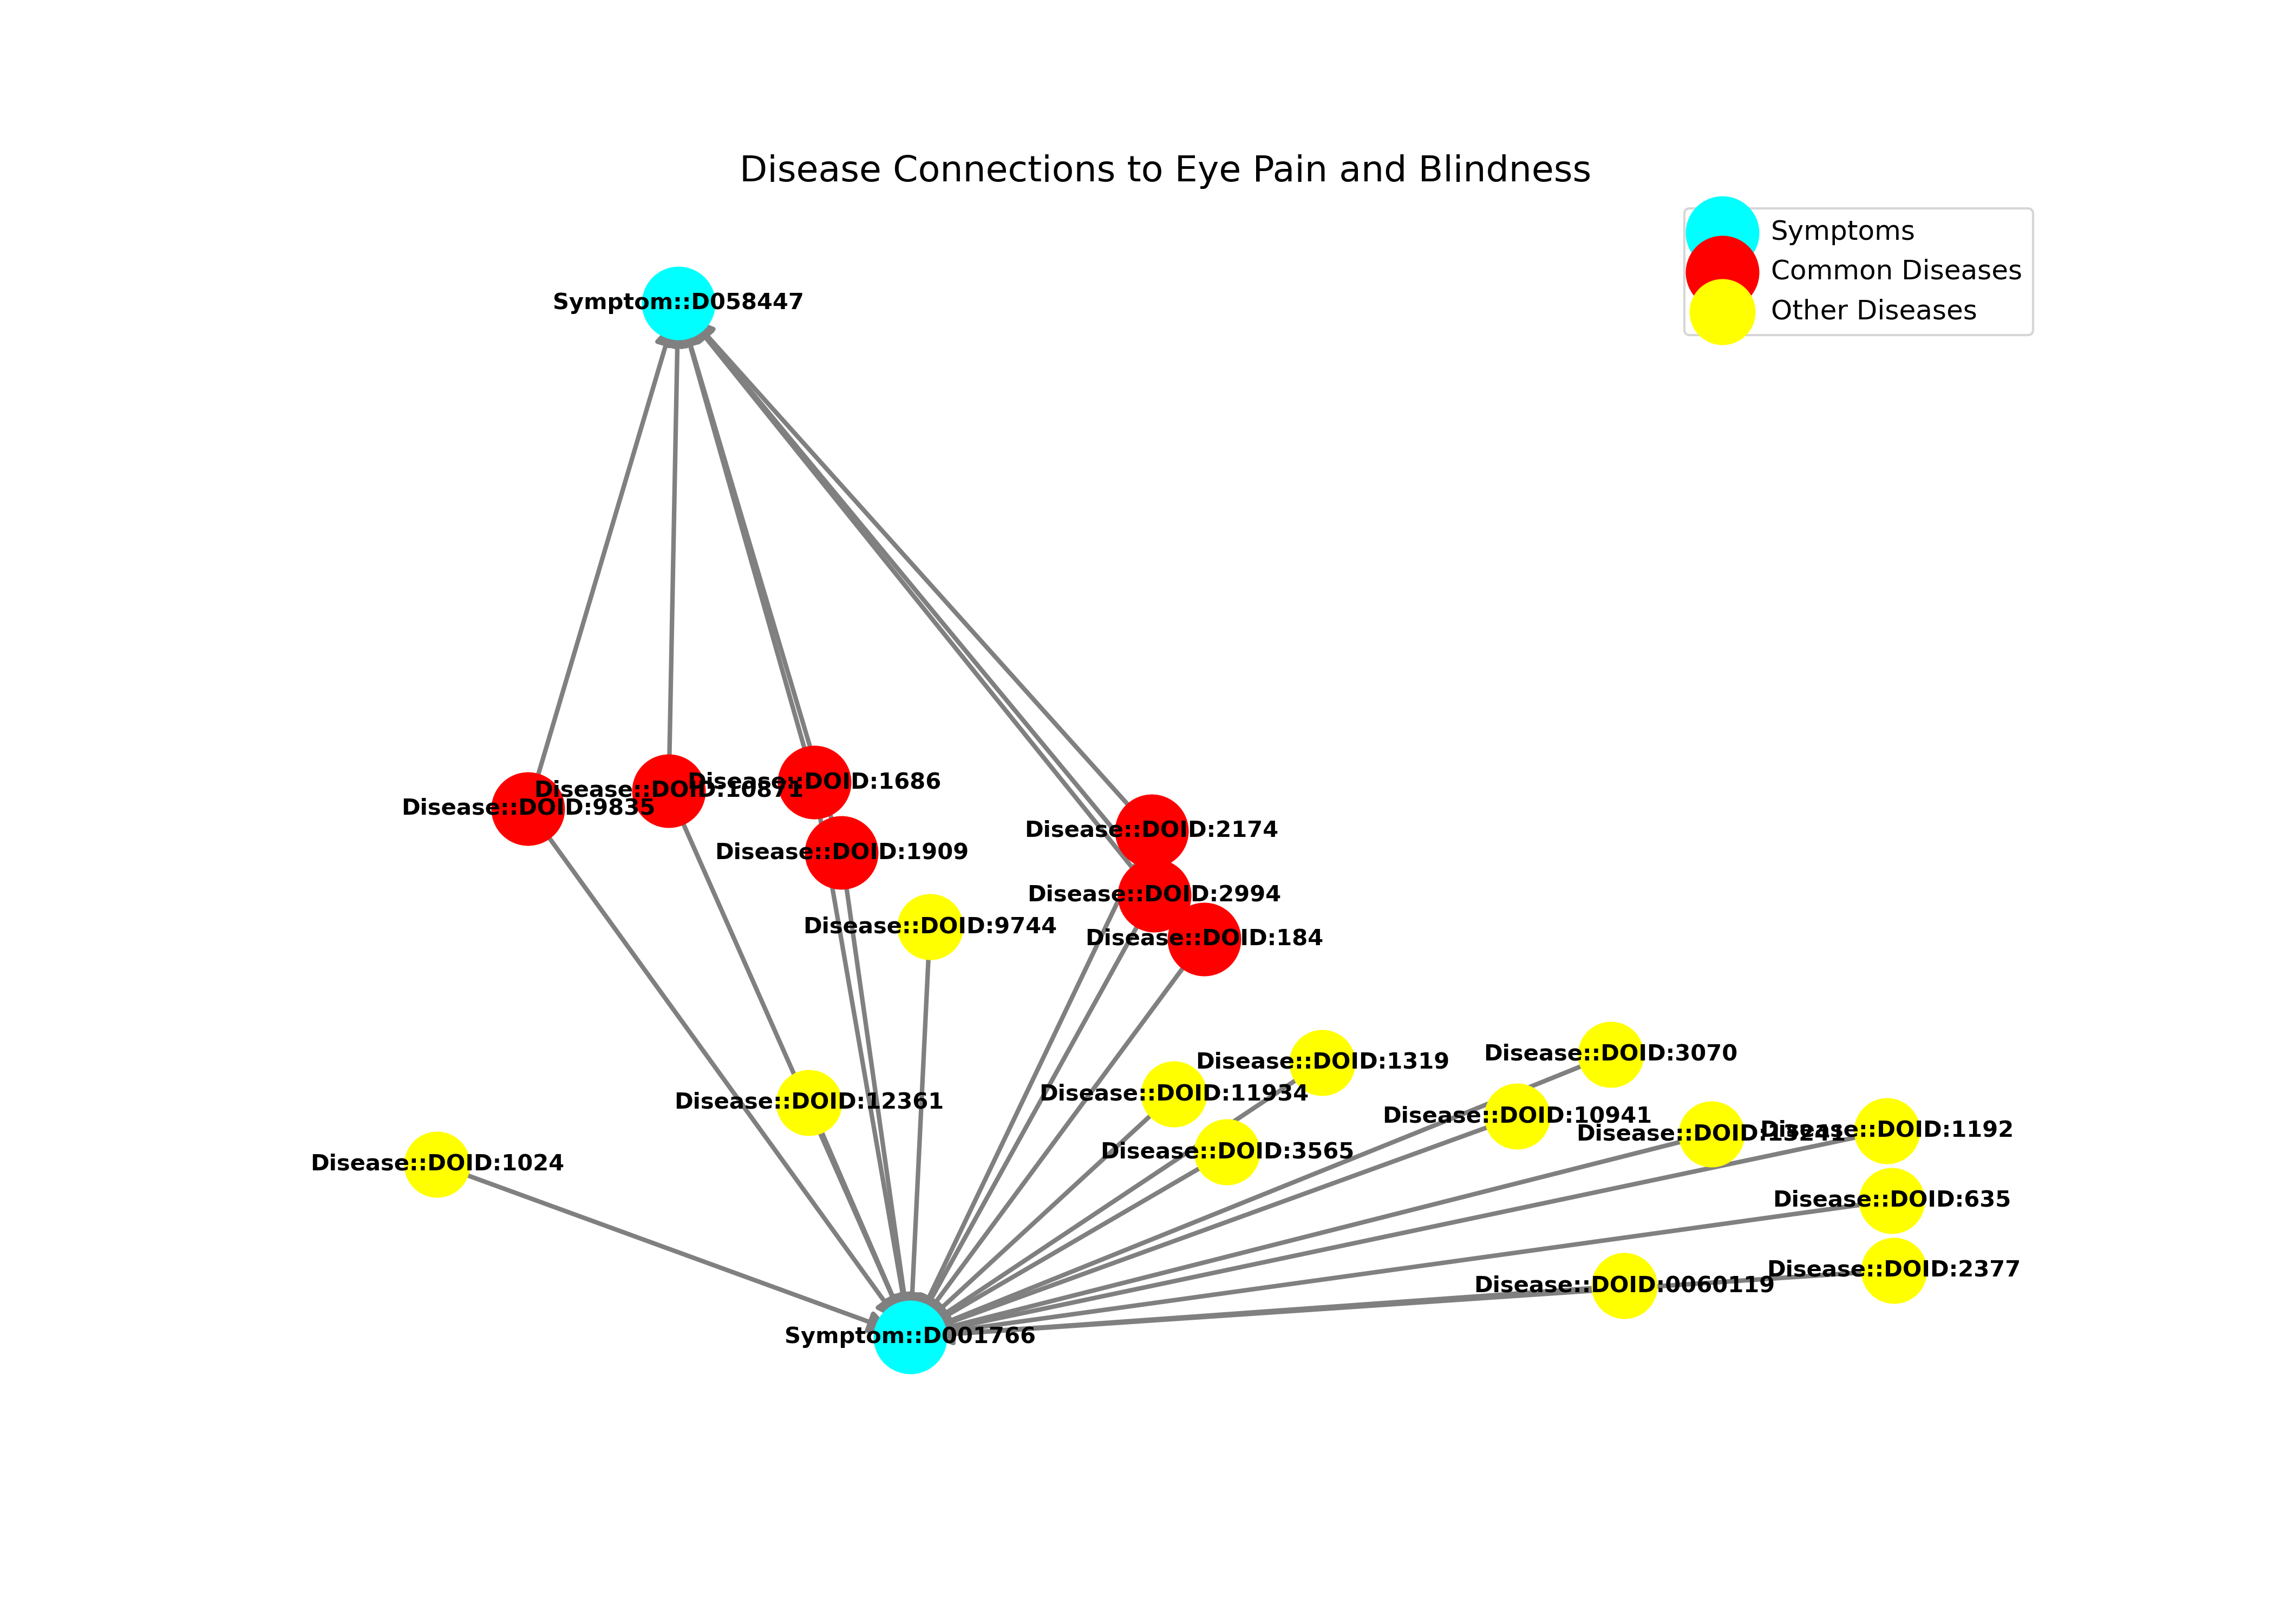 Disease Connections to Eye Pain and Blindness
Symptoms
Common Diseases
Other Diseases
Symptom::D058447
Disease::DOID:1686
Disease::DOID:10871
Disease::DOID:9835
Disease::DOID:2174
Disease::DOID:1909
Disease::DOID:2994
Disease::DOID:9744
Disease::DOID:184
Disease::DOID:3070
Disease::DOID:1319
Disease::DOID:11934
Disease::DOID:12361
Disease::DOID:10941
Disease::DOID:13241
Disease::DOID:1192
Disease::DOID:3565
Disease::DOID:1024
Disease::DOID:635
Disease::DOID:2377
Disease::DOID:0060119
Symptom::D001766